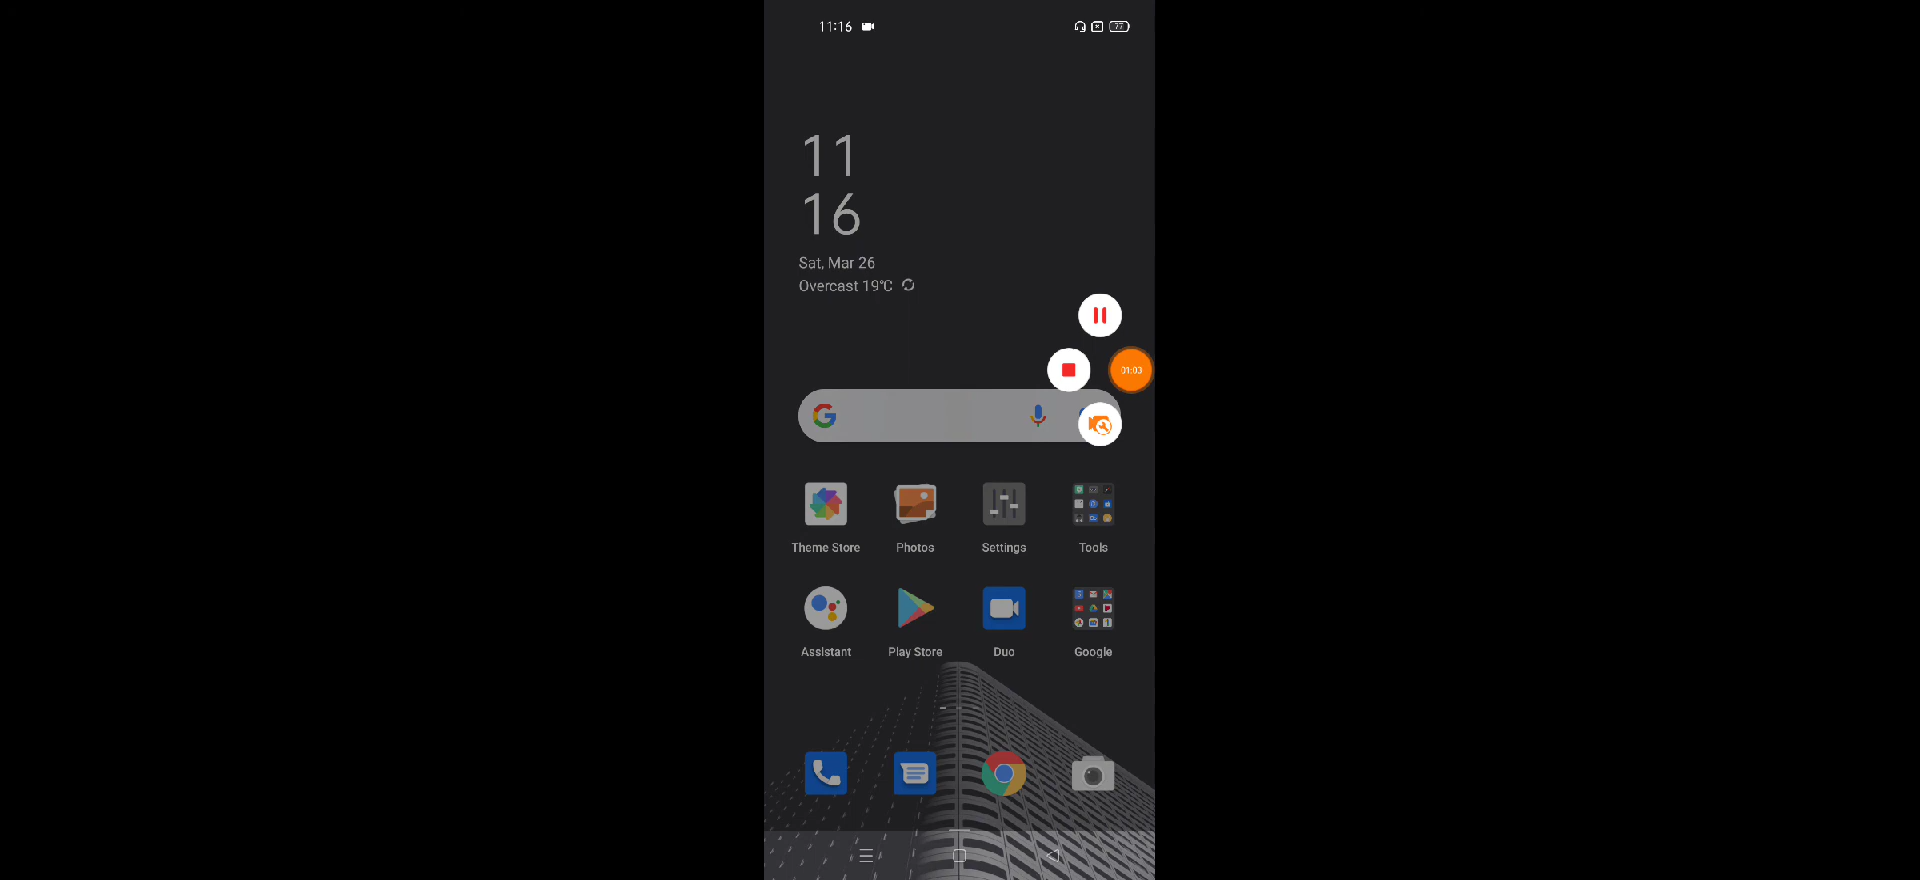 11:16
77
11
16
Sat, Mar 26
Overcast 19°C
01:03
Theme Store
Photos
Settings
Tools
Assistant
Play Store
Duo
Google